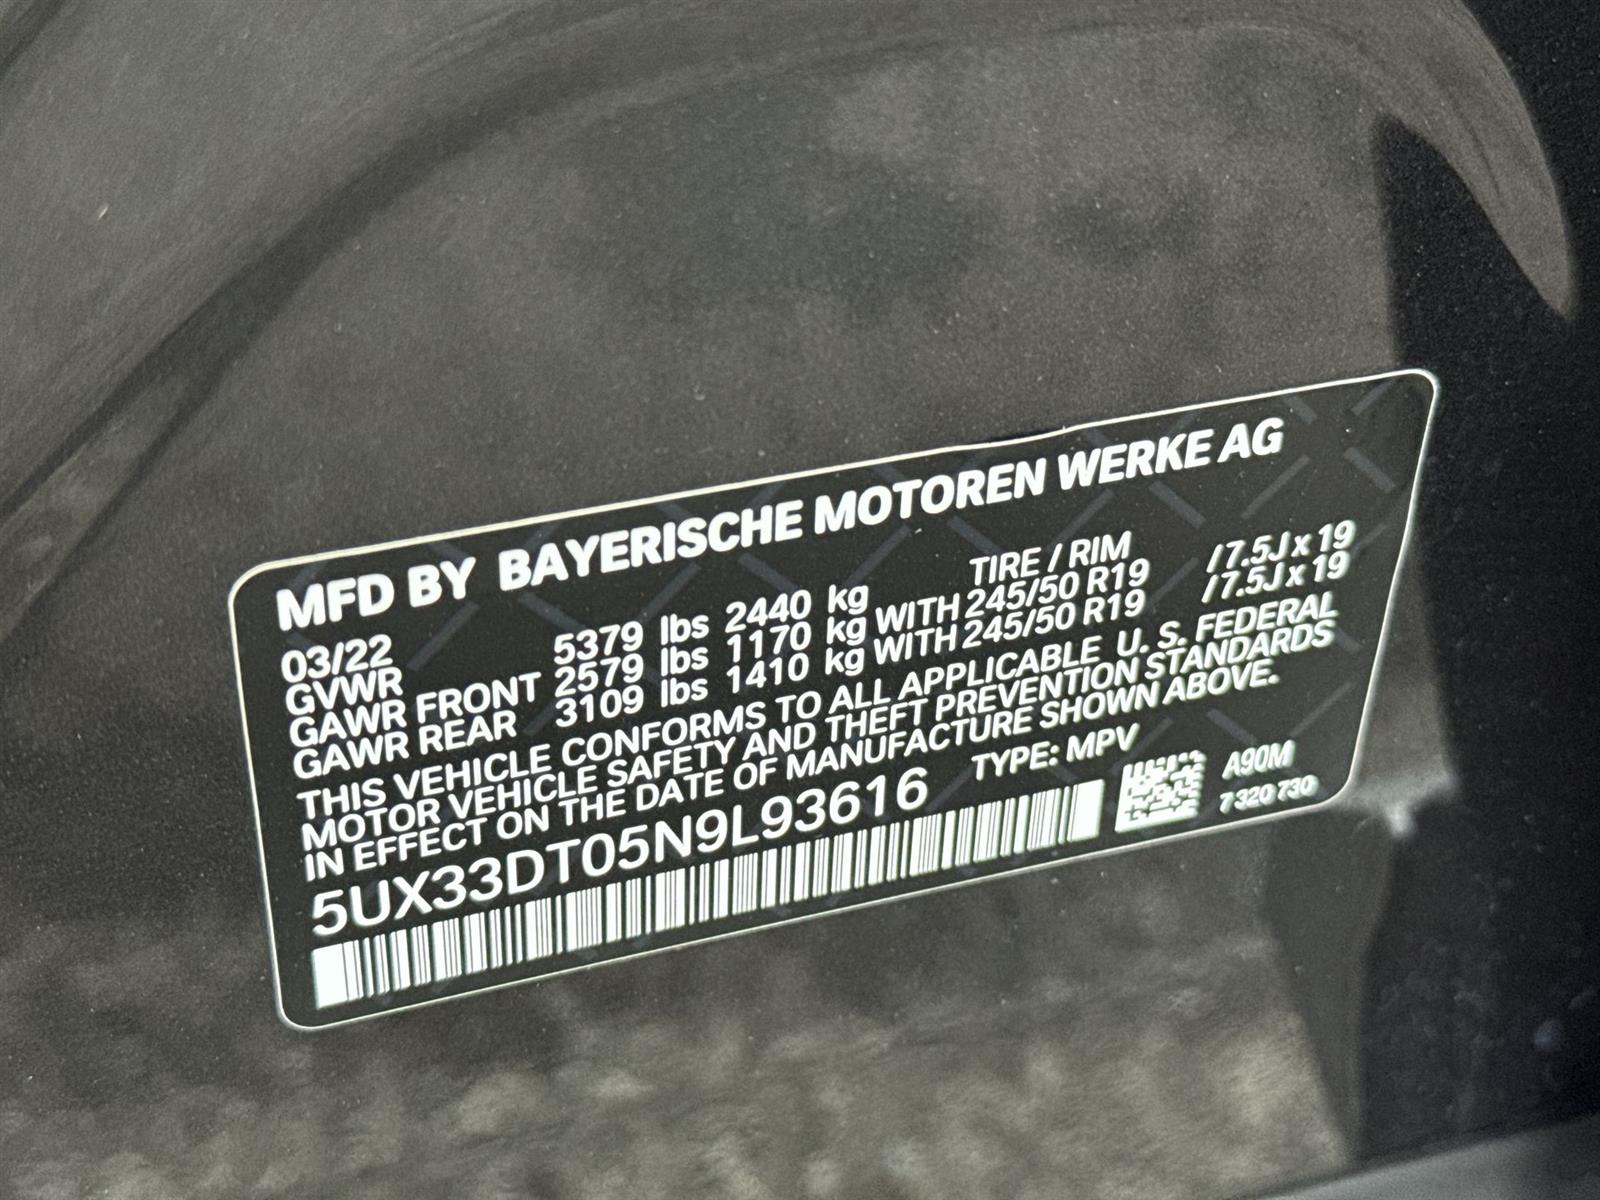 MFD BY BAYERISCHE MOTOREN WERKE AG
03/22 TIRE / RIM
GVWR 5379 lbs 2440 kg
GAWR FRONT 2579 lbs 1170 kg WITH 245/50 R19 /7.5J x 19
GAWR REAR 3109 lbs 1410 kg WITH 245/50 R19 /7.5J x 19
THIS VEHICLE CONFORMS TO ALL APPLICABLE U. S. FEDERAL
MOTOR VEHICLE SAFETY AND THEFT PREVENTION STANDARDS
IN EFFECT ON THE DATE OF MANUFACTURE SHOWN ABOVE.
5UX33DT05N9L93616 TYPE: MPV
A90M
7 320 730